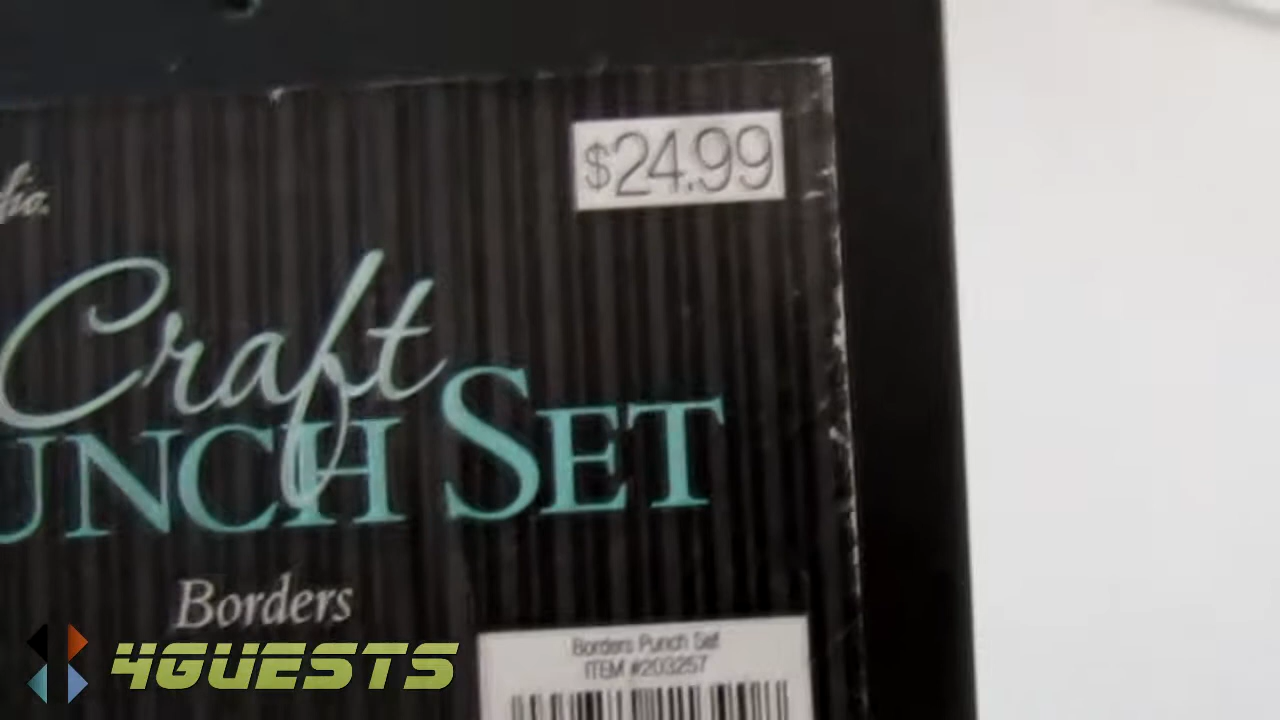 $24.99
Craft
UNCH SET
Borders
Borders Punch Set
ITEM #203257
4GUESTS